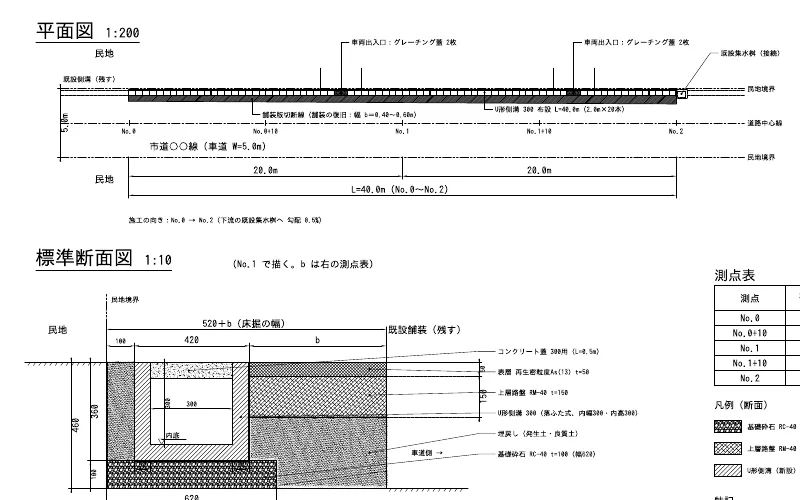 平面図 1:200
民地
車両出入口：グレーチング蓋 2枚
車両出入口：グレーチング蓋 2枚
既設集水桝（接続）
既設側溝（残す）
民地境界
舗装版切断線（舗装の復旧：幅 b＝0.40～0.60m）
U形側溝 300 布設 L=40.0m（2.0m×20本）
道路中心線
5.0m
No.0
No.0+10
No.1
No.1+10
No.2
市道〇〇線（車道 W=5.0m）
民地境界
民地
20.0m
20.0m
L=40.0m（No.0～No.2）
施工の向き：No.0 → No.2（下流の既設集水桝へ 勾配 0.5%）
標準断面図 1:10
（No.1 で描く。b は右の測点表）
測点表
測点
No.0
No.0+10
No.1
No.1+10
No.2
民地境界
民地
520＋b（床掘の幅）
既設舗装（残す）
100
420
b
コンクリート蓋 300用（L=0.5m）
表層 再生密粒度As(13) t=50
50
上層路盤 RM-40 t=150
150
300
300
U形側溝 300（落ふた式、内幅300・内高300）
460
360
内底
埋戻し（発生土・良質土）
車道側 →
基礎砕石 RC-40 t=100（幅620）
100
620
凡例（断面）
基礎砕石 RC-40
上層路盤 RM-40
U形側溝（新設）